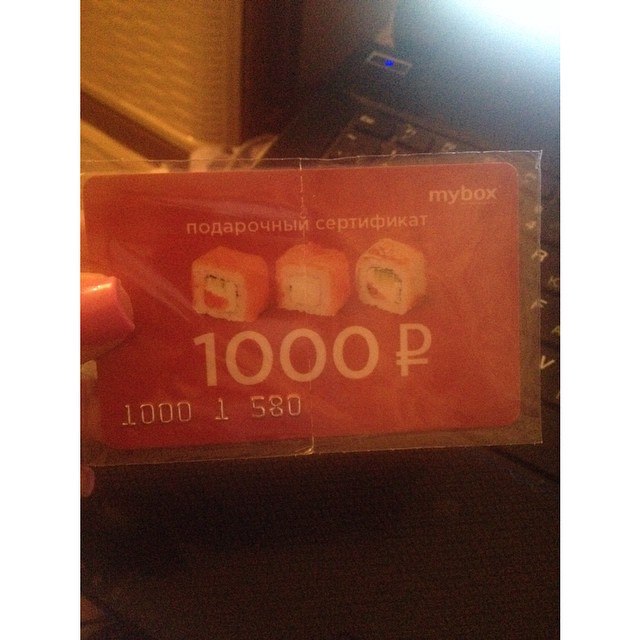 mybox
подарочный сертификат
1000 ₽
1000 1 580